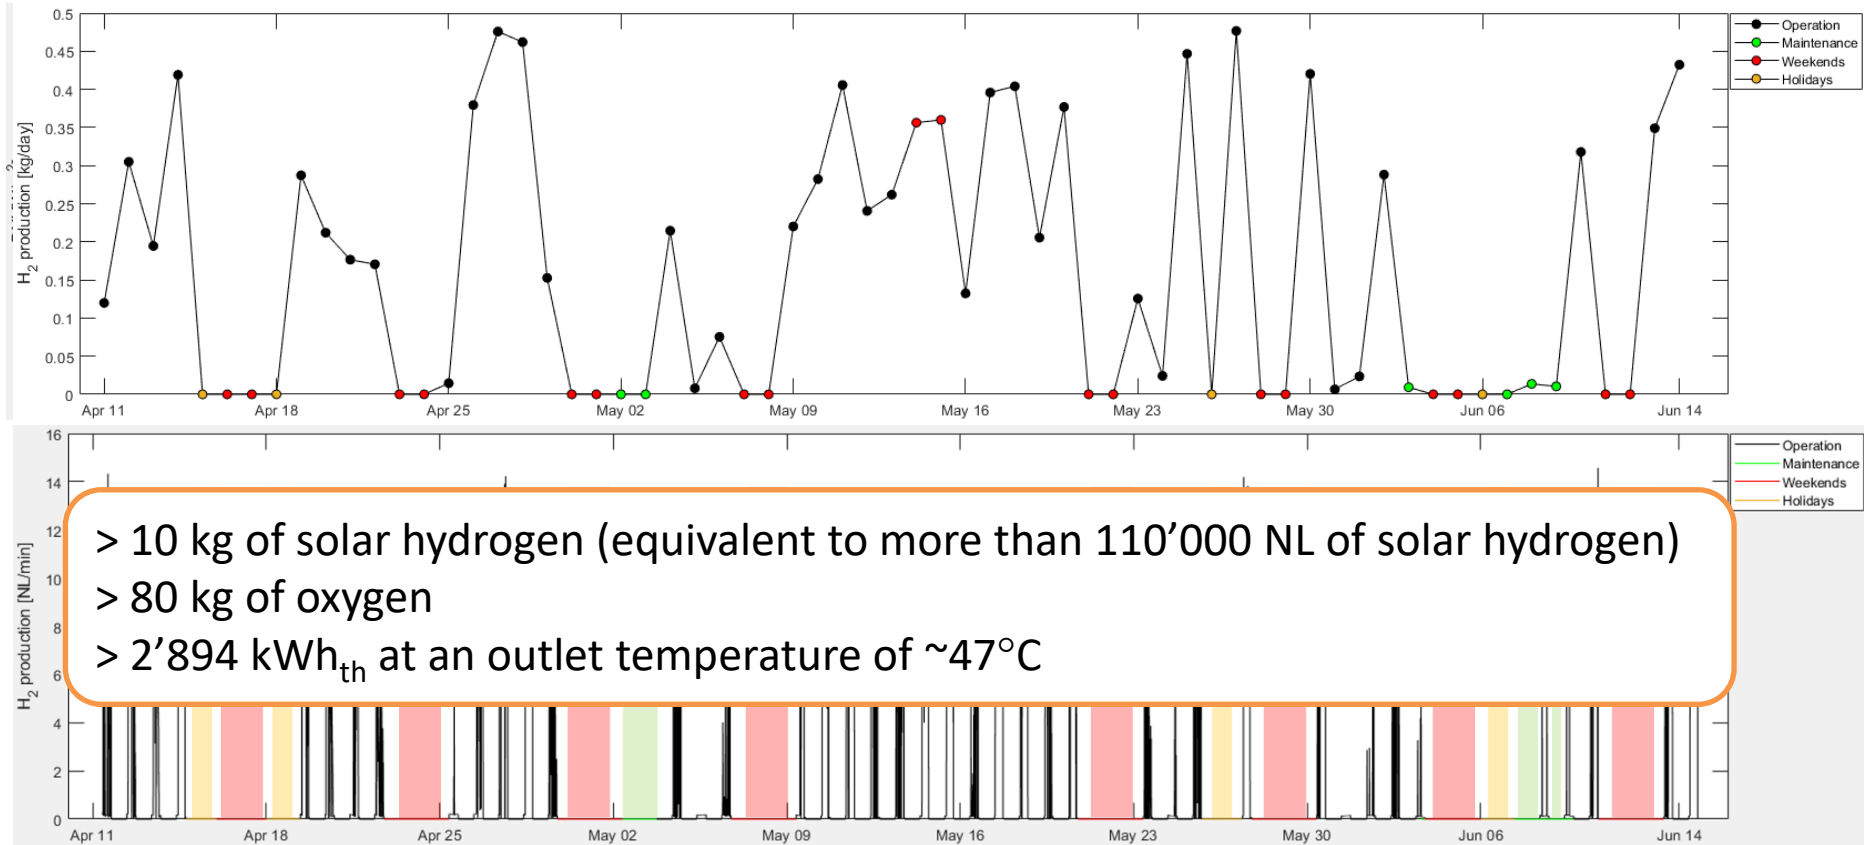 0.5
0.45
0.4
0.35
0.3
0.25
0.2
0.15
0.1
0.05
0
H2 production [kg/day]
Apr 11 Apr 18 Apr 25 May 02 May 09 May 16 May 23 May 30 Jun 06 Jun 14
Operation
Maintenance
Weekends
Holidays
16
14
12
10
8
6
4
2
0
H2 production [NL/min]
> 10 kg of solar hydrogen (equivalent to more than 110’000 NL of solar hydrogen)
> 80 kg of oxygen
> 2’894 kWhth at an outlet temperature of ~47°C
Apr 11 Apr 18 Apr 25 May 02 May 09 May 16 May 23 May 30 Jun 06 Jun 14
Operation
Maintenance
Weekends
Holidays